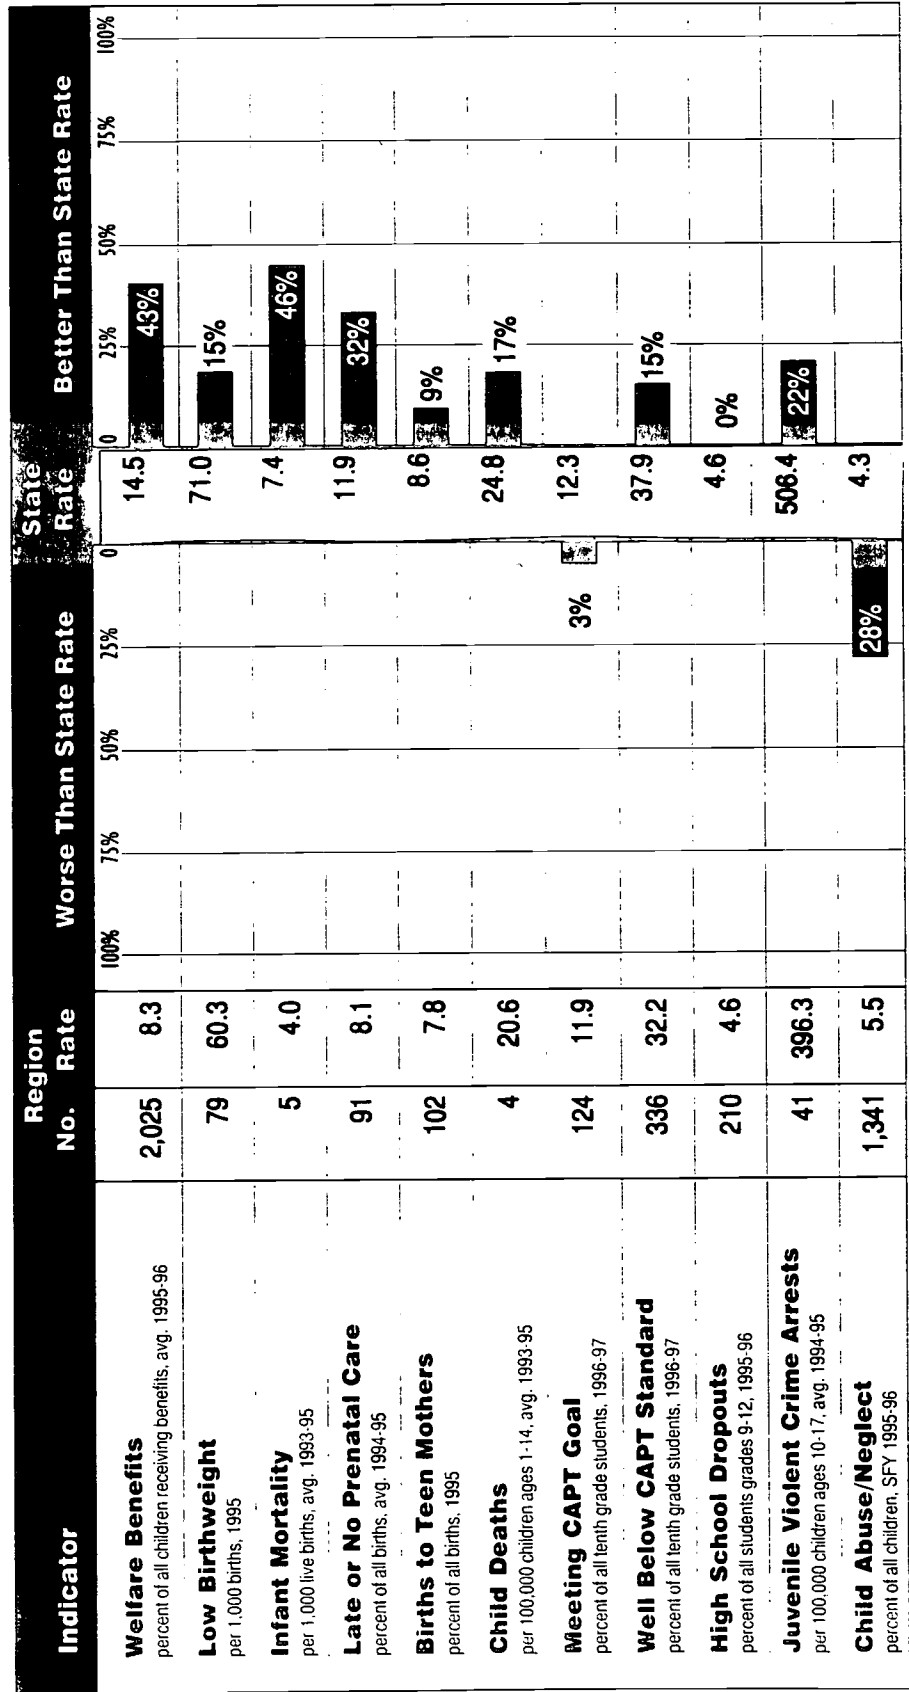 Indicator
Region
No. Rate
Worse Than State Rate
State
Rate
Better Than State Rate
100% 75% 50% 25% 0 0 25% 50% 75% 100%
Welfare Benefits 2,025 8.3 14.5 43%
percent of all children receiving benefits, avg. 1995-96
Low Birthweight 79 60.3 71.0 15%
per 1,000 births, 1995
Infant Mortality 5 4.0 7.4 46%
per 1,000 live births, avg. 1993-95
Late or No Prenatal Care 91 8.1 11.9 32%
percent of all births, avg. 1994-95
Births to Teen Mothers 102 7.8 8.6 9%
percent of all births, 1995
Child Deaths 4 20.6 24.8 17%
per 100,000 children ages 1-14, avg. 1993-95
Meeting CAPT Goal 124 11.9 3% 12.3
percent of all tenth grade students, 1996-97
Well Below CAPT Standard 336 32.2 37.9 15%
percent of all tenth grade students, 1996-97
High School Dropouts 210 4.6 4.6 0%
percent of all students grades 9-12, 1995-96
Juvenile Violent Crime Arrests 41 396.3 506.4 22%
per 100,000 children ages 10-17, avg. 1994-95
Child Abuse/Neglect 1,341 5.5 28% 4.3
percent of all children, SFY 1995-96